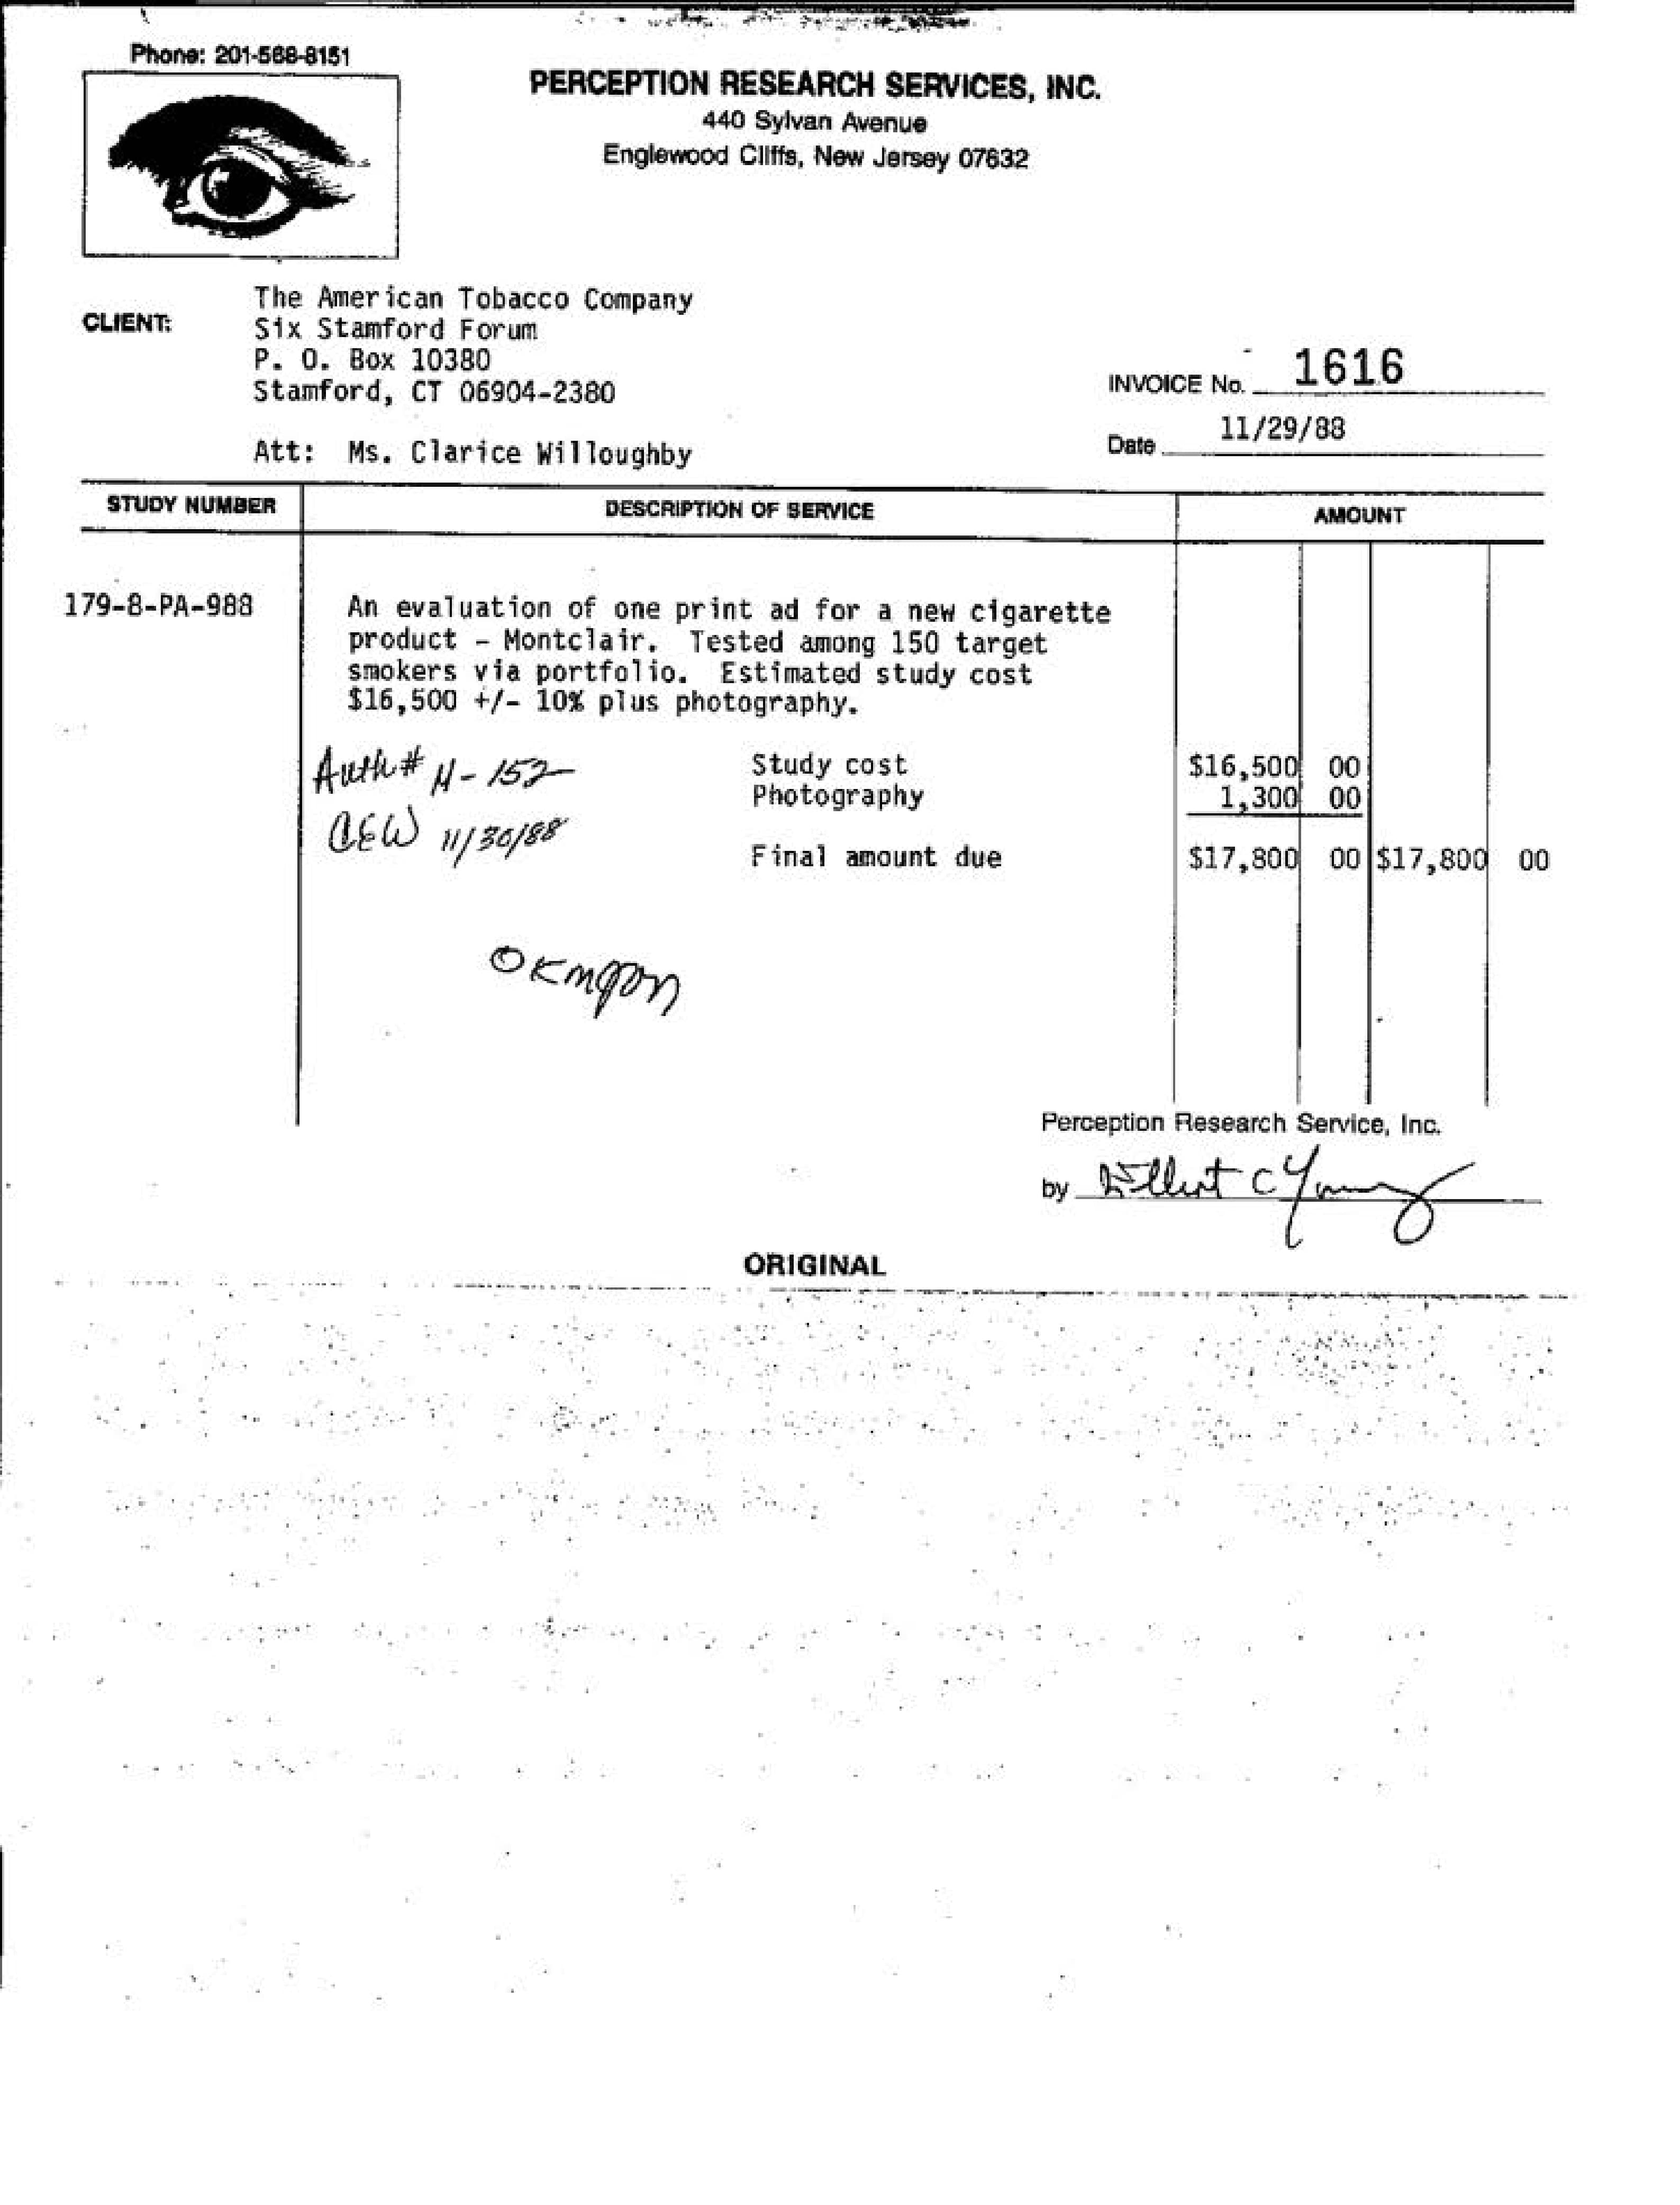 Phone: 201-568-8151
PERCEPTION RESEARCH SERVICES, INC.
440 Sylvan Avenue
Englewood Cliffs, New Jersey 07632
CLIENT:
The American Tobacco Company
Six Stamford Forum
P. O. Box 10380
Stamford, CT 06904-2380
Att: Ms. Clarice Willoughby
INVOICE No. 1616
Date 11/29/88
STUDY NUMBER DESCRIPTION OF SERVICE AMOUNT
179-8-PA-988 An evaluation of one print ad for a new cigarette
product - Montclair. Tested among 150 target
smokers via portfolio. Estimated study cost
$16,500 +/- 10% plus photography.
Auth# H-152
CEW 11/30/88
Study cost $16,500 00
Photography 1,300 00
Final amount due $17,800 00 $17,800 00
OK
Perception Research Service, Inc.
by
ORIGINAL